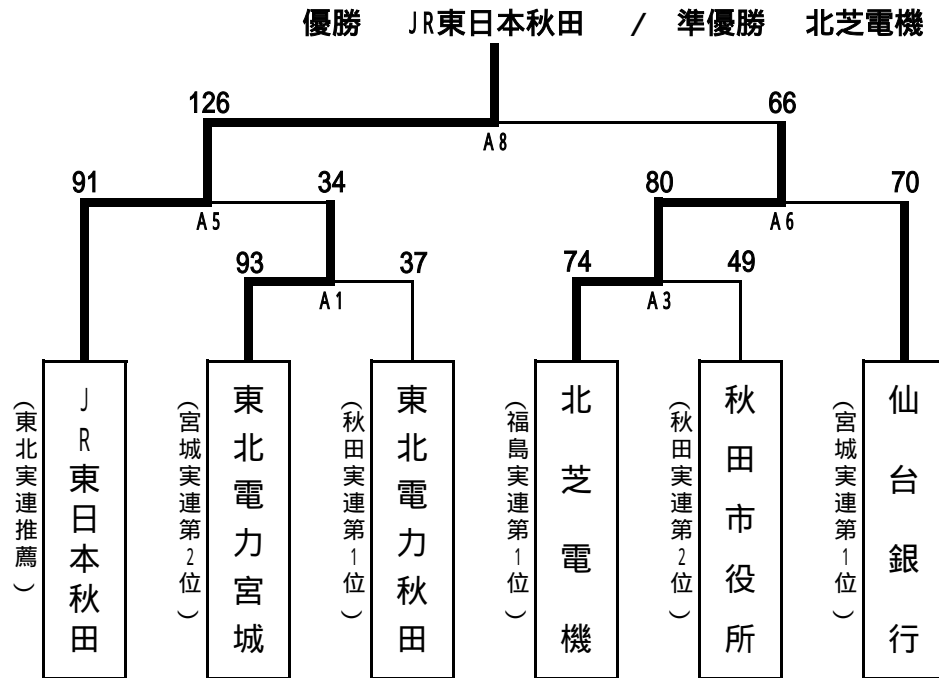 優勝 JR東日本秋田 / 準優勝 北芝電機
126 66
A8
91 34 80 70
A5 A6
93 37 74 49
A1 A3
JR東日本秋田
(東北実連推薦)
東北電力宮城
(宮城実連第2位)
東北電力秋田
(秋田実連第1位)
北芝電機
(福島実連第1位)
秋田市役所
(秋田実連第2位)
仙台銀行
(宮城実連第1位)